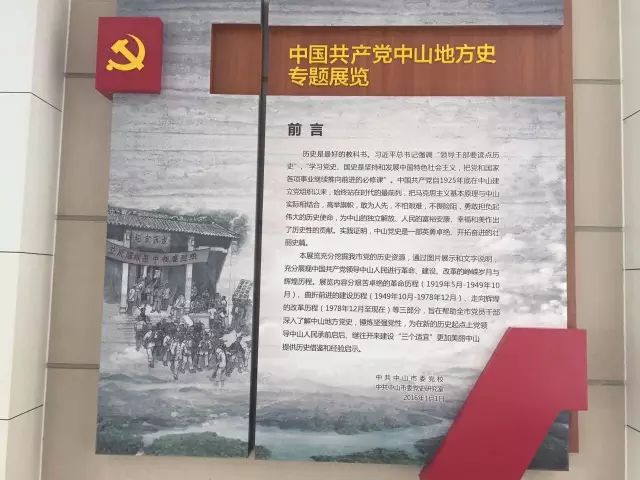 中国共产党中山地方史
专题展览
前言
历史是最好的教科书。习近平总书记强调“领导干部要读点历
史”，“学习党史、国史是坚持和发展中国特色社会主义，把党和国家
各项事业继续推向前进的必修课”。中国共产党自1925年底在中山建
立党组织以来，始终站在时代的最前列，把马克思主义基本原理与中山
实际相结合，高举旗帜，敢为人先，不怕艰难，不畏险阻，勇敢担负起
伟大的历史使命，为中山的独立解放、人民的富裕安康、幸福和美作出
了历史性的贡献。实践证明，中山党史是一部英勇卓绝、开拓奋进的壮
丽史篇。
本展览充分挖掘我市党的历史资源，通过图片展示和文字说明，
充分展现中国共产党领导中山人民进行革命、建设、改革的峥嵘岁月与
辉煌历程。展览内容分艰苦卓绝的革命历程（1919年5月-1949年10
月）、曲折前进的建设历程（1949年10月-1978年12月）、走向辉煌
的改革历程（1978年12月至现在）等三部分，旨在帮助全市党员干部
深入了解中山地方党史，锤炼坚强党性，为在新的历史起点上党领
导中山人民承前启后、继往开来建设“三个适宜”更加美丽中山
提供历史借鉴和经验启示。
中共中山市委党校
中共中山市委党史研究室
2016年1月1日